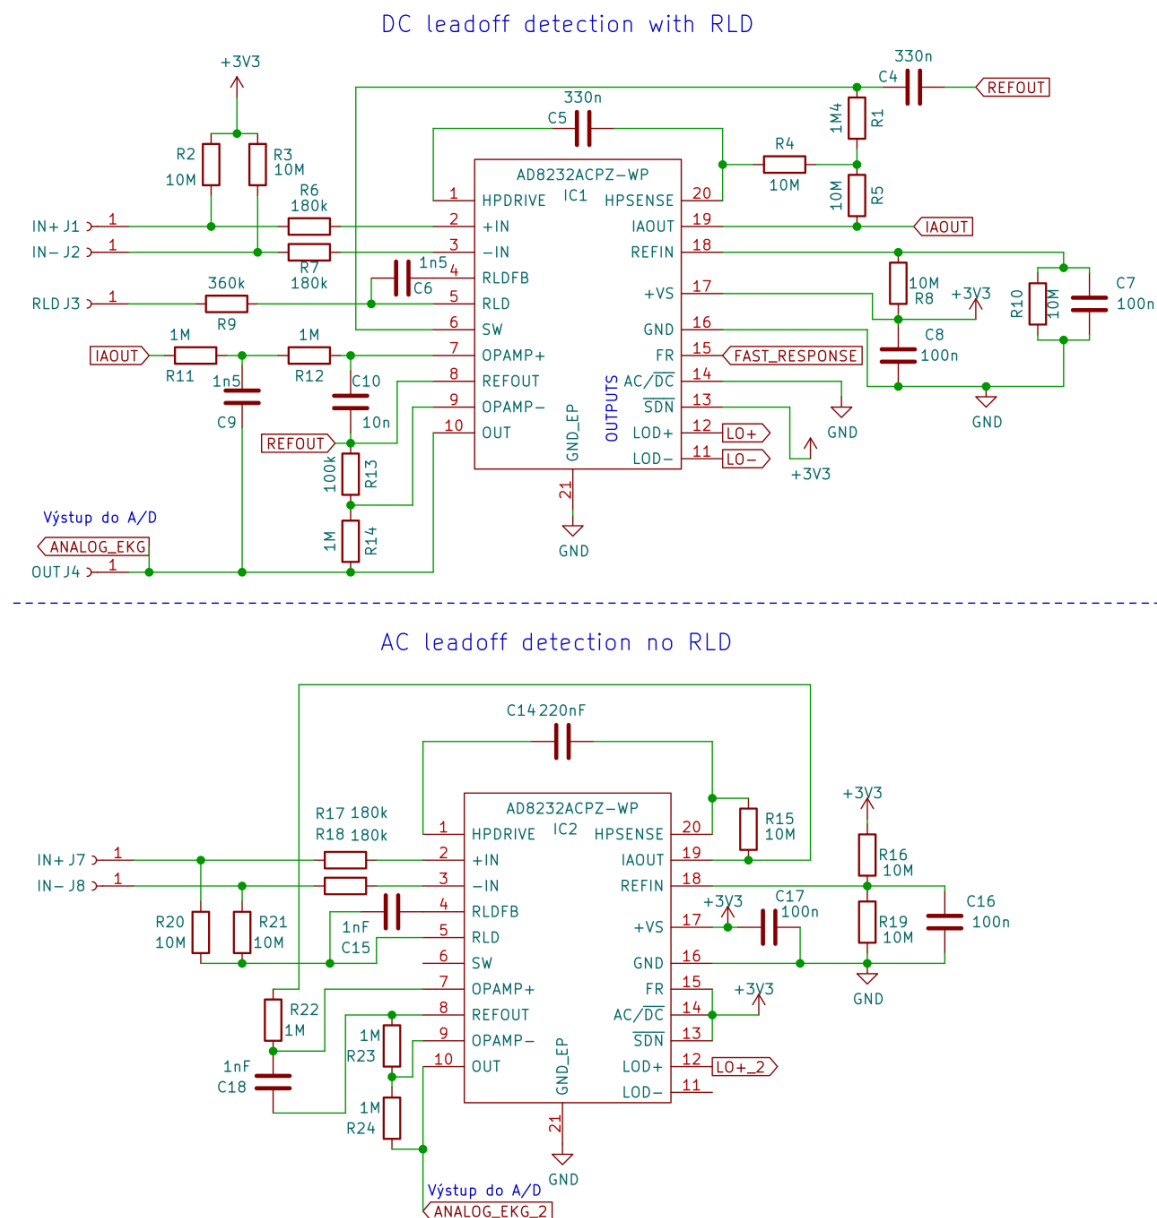 DC leadoff detection with RLD
+3V3
330n
C4
REFOUT
330n
C5
1M4
R1
R2
10M
R3
10M
R4
10M
10M
R5
AD8232ACPZ-WP
IC1
1 HPDRIVE HPSENSE 20
R6
180k
IN+ J1 1
2 +IN IAOUT 19
IAOUT
IN- J2 1
3 -IN REFIN 18
R7
180k
1n5
C6
4 RLDFB
360k
RLD J3 1
R9
5 RLD +VS 17
10M
R8
+3V3
R10
10M
C7
100n
6 SW GND 16
C8
100n
1M
R11
1M
R12
IAOUT
7 OPAMP+ FR 15
FAST_RESPONSE
1n5
C9
C10
10n
8 REFOUT AC/DC 14
GND
9 OPAMP- SDN 13
+3V3
OUTPUTS
GND_EP
10 OUT LOD+ 12
LO+
LOD- 11
LO-
REFOUT
100k
R13
21
GND
GND
1M
R14
Výstup do A/D
ANALOG_EKG
OUT J4 1
AC leadoff detection no RLD
C14 220nF
AD8232ACPZ-WP
IC2
R17 180k
R18 180k
1 HPDRIVE HPSENSE 20
R15
10M
+3V3
R16
10M
IN+ J7 1
2 +IN IAOUT 19
IN- J8 1
3 -IN REFIN 18
R20
10M
R21
10M
1nF
C15
4 RLDFB
5 RLD +VS 17
+3V3
C17
100n
R19
10M
C16
100n
6 SW GND 16
GND
7 OPAMP+ FR 15
R22
1M
8 REFOUT AC/DC 14
+3V3
1M
R23
9 OPAMP- SDN 13
GND_EP
10 OUT LOD+ 12
LO+_2
LOD- 11
1nF
C18
1M
R24
21
GND
Výstup do A/D
ANALOG_EKG_2